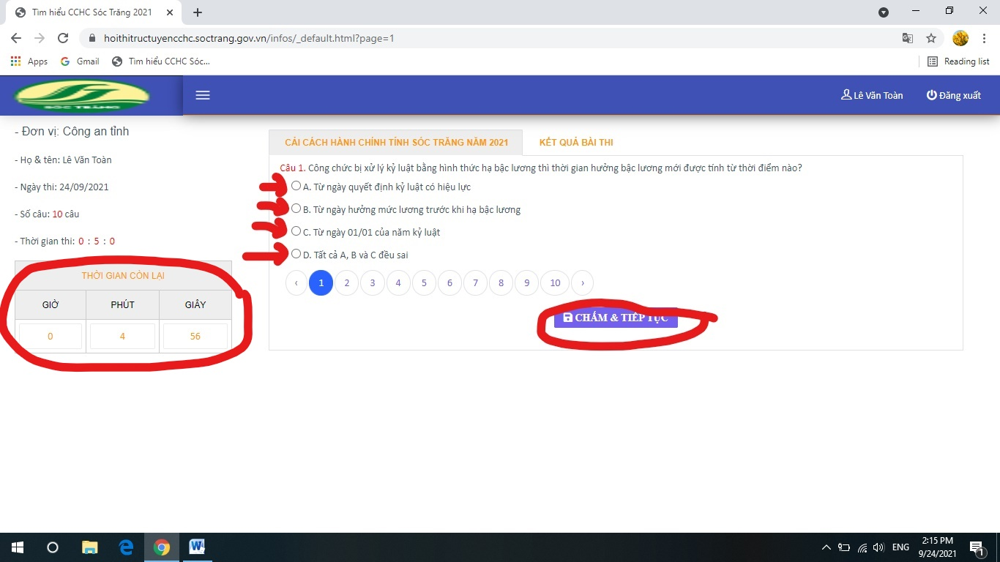 Tìm hiểu CCHC Sóc Trăng 2021
hoithitructuyencchc.soctrang.gov.vn/infos/_default.html?page=1
Apps
Gmail
Tìm hiểu CCHC Sóc...
Reading list
SÓC TRĂNG
Lê Văn Toàn
Đăng xuất
- Đơn vị: Công an tỉnh
- Họ & tên: Lê Văn Toàn
- Ngày thi: 24/09/2021
- Số câu: 10 câu
- Thời gian thi: 0 : 5 : 0
THỜI GIAN CÒN LẠI
GIỜ PHÚT GIÂY
0 4 56
CẢI CÁCH HÀNH CHÍNH TỈNH SÓC TRĂNG NĂM 2021
KẾT QUẢ BÀI THI
Câu 1. Công chức bị xử lý kỷ luật bằng hình thức hạ bậc lương thì thời gian hưởng bậc lương mới được tính từ thời điểm nào?
A. Từ ngày quyết định kỷ luật có hiệu lực
B. Từ ngày hưởng mức lương trước khi hạ bậc lương
C. Từ ngày 01/01 của năm kỷ luật
D. Tất cả A, B và C đều sai
‹ 1 2 3 4 5 6 7 8 9 10 ›
CHẤM & TIẾP TỤC
ENG
2:15 PM
9/24/2021
1